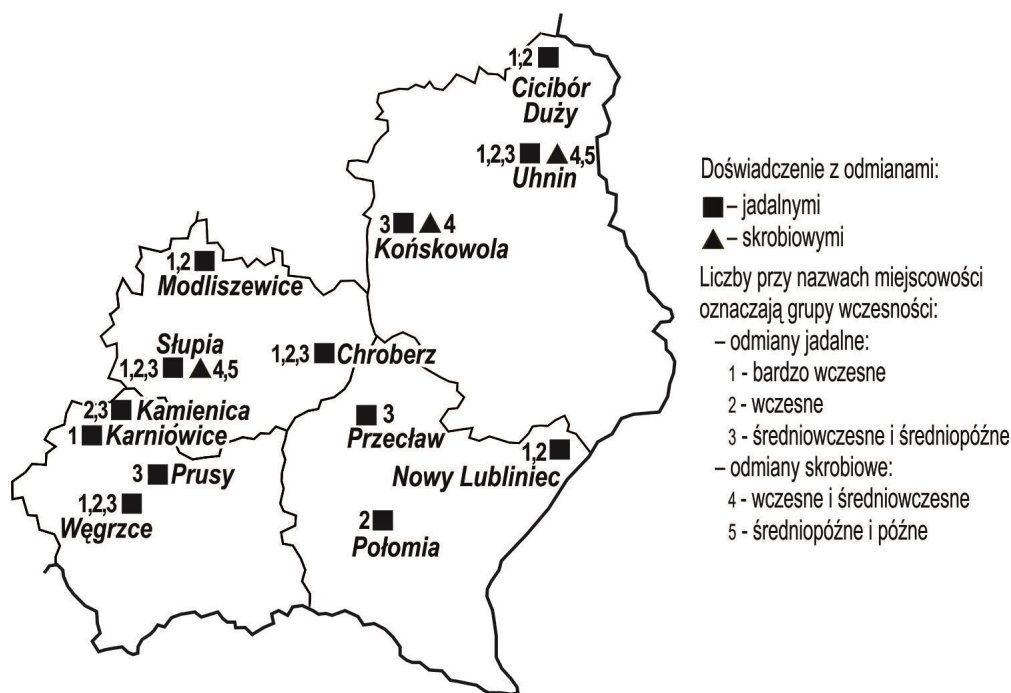 1,2
Cicibór
Duży
1,2,3 4,5
Uhnin
3 4
Końskowola
1,2
Modliszewice
Słupia
1,2,3 4,5
1,2,3 Chroberz
2,3 Kamienica
1 Karniówice
3 Prusy
1,2,3
Węgrzce
3
Przecław
1,2
Nowy Lubliniec
2
Połomia
Doświadczenie z odmianami:
– jadalnymi
– skrobiowymi
Liczby przy nazwach miejscowości
oznaczają grupy wczesności:
– odmiany jadalne:
1 - bardzo wczesne
2 - wczesne
3 - średniowczesne i średniopóźne
– odmiany skrobiowe:
4 - wczesne i średniowczesne
5 - średniopóźne i późne